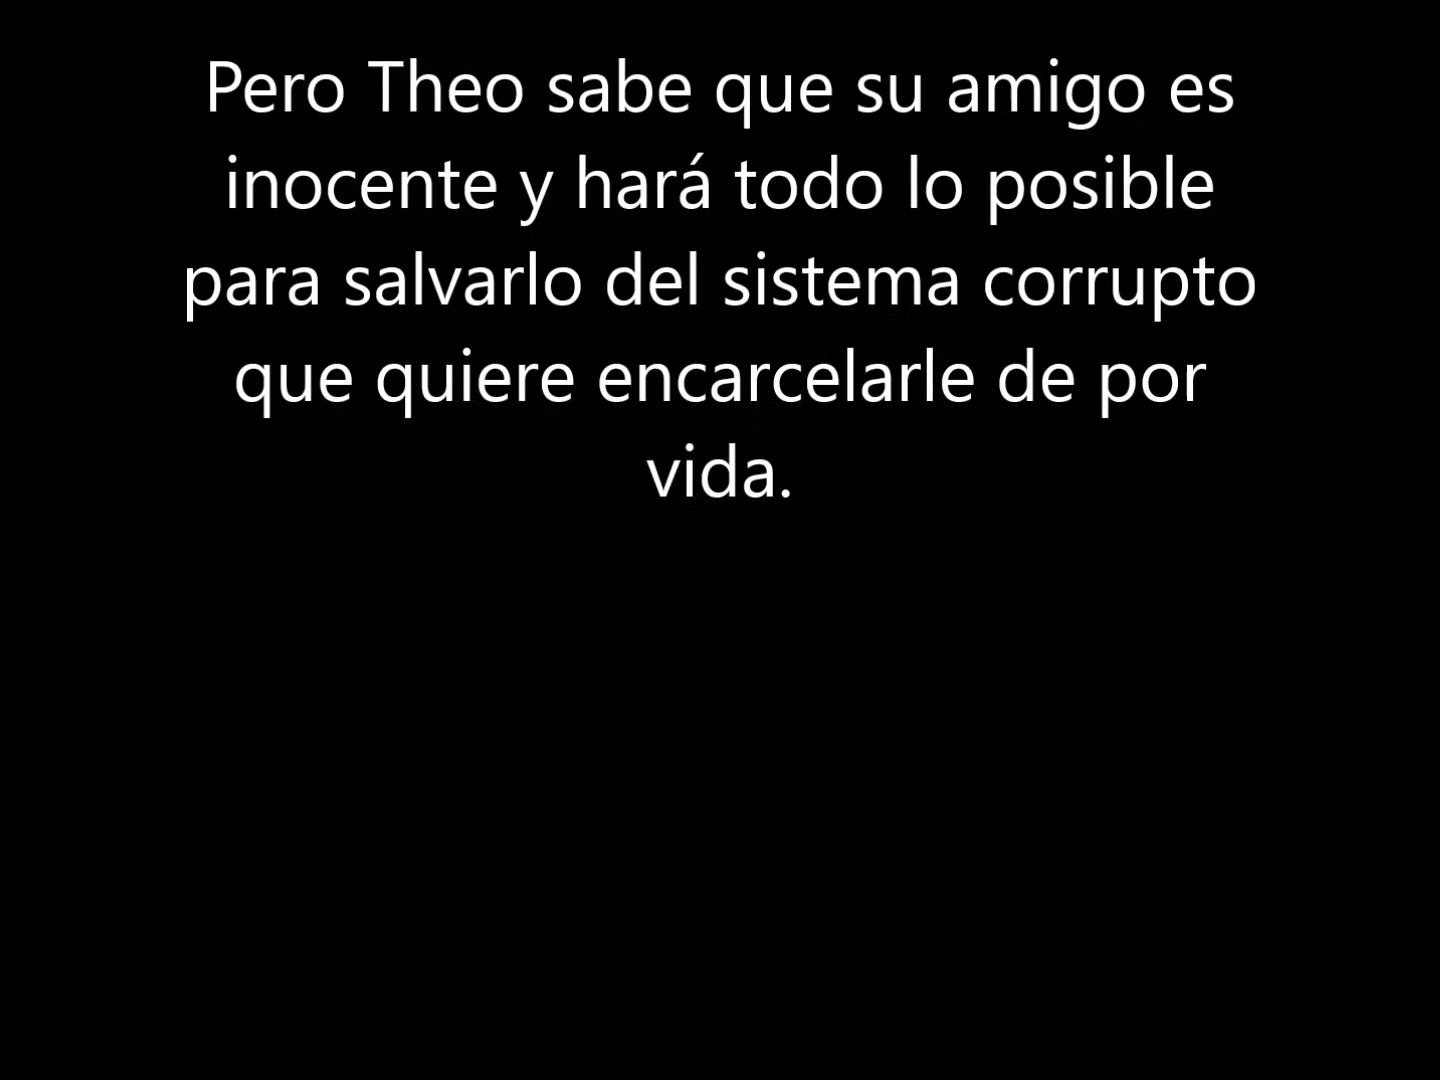 Pero Theo sabe que su amigo es
inocente y hará todo lo posible
para salvarlo del sistema corrupto
que quiere encarcelarle de por
vida.